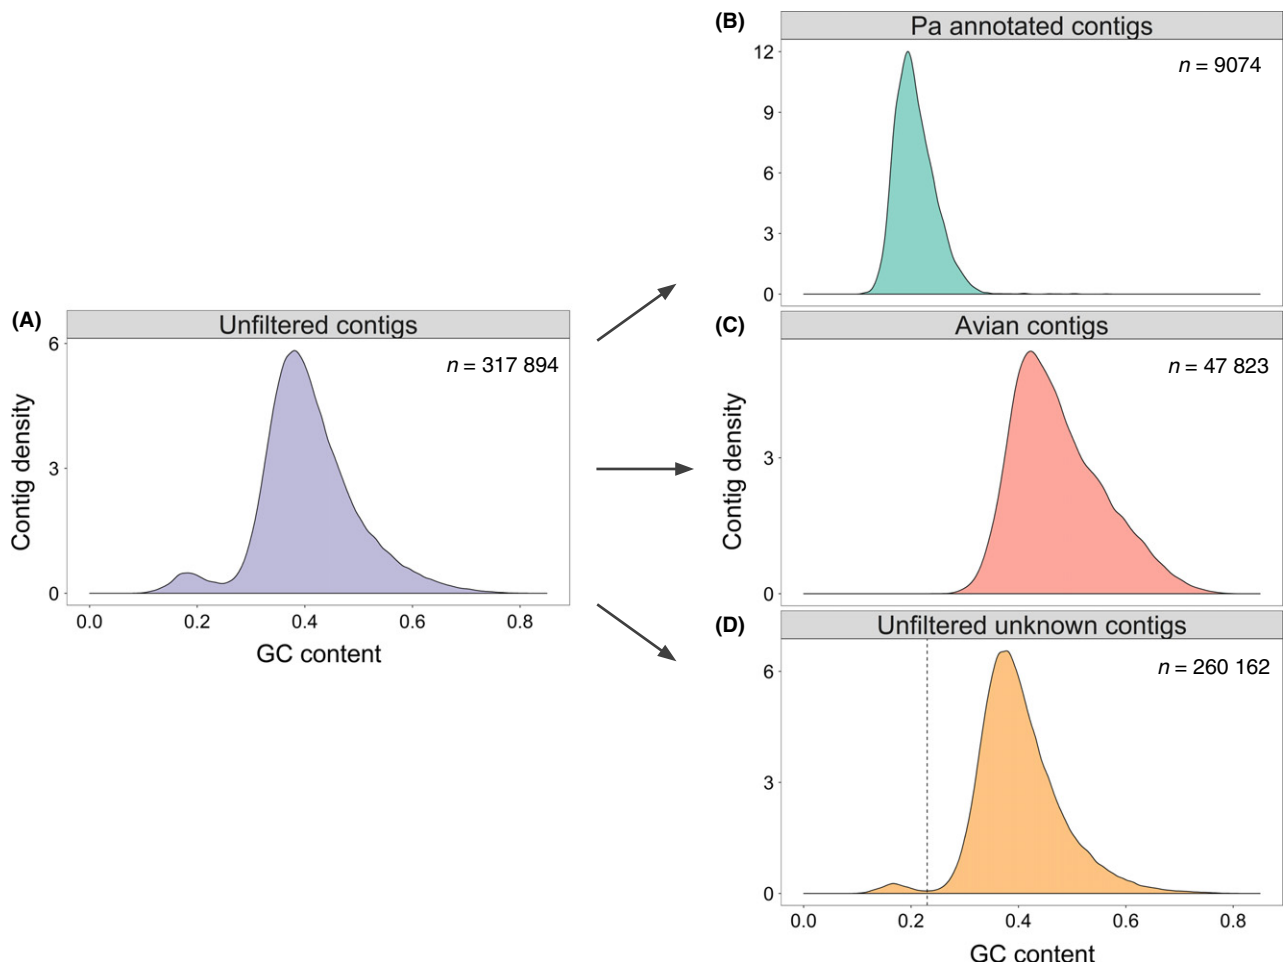 (A)
Unfiltered contigs
n = 317 894
6
3
0
Contig density
0.0 0.2 0.4 0.6 0.8
GC content
(B)
Pa annotated contigs
n = 9074
12
9
6
3
0
(C)
Avian contigs
n = 47 823
3
0
Contig density
(D)
Unfiltered unknown contigs
n = 260 162
6
3
0
0.0 0.2 0.4 0.6 0.8
GC content